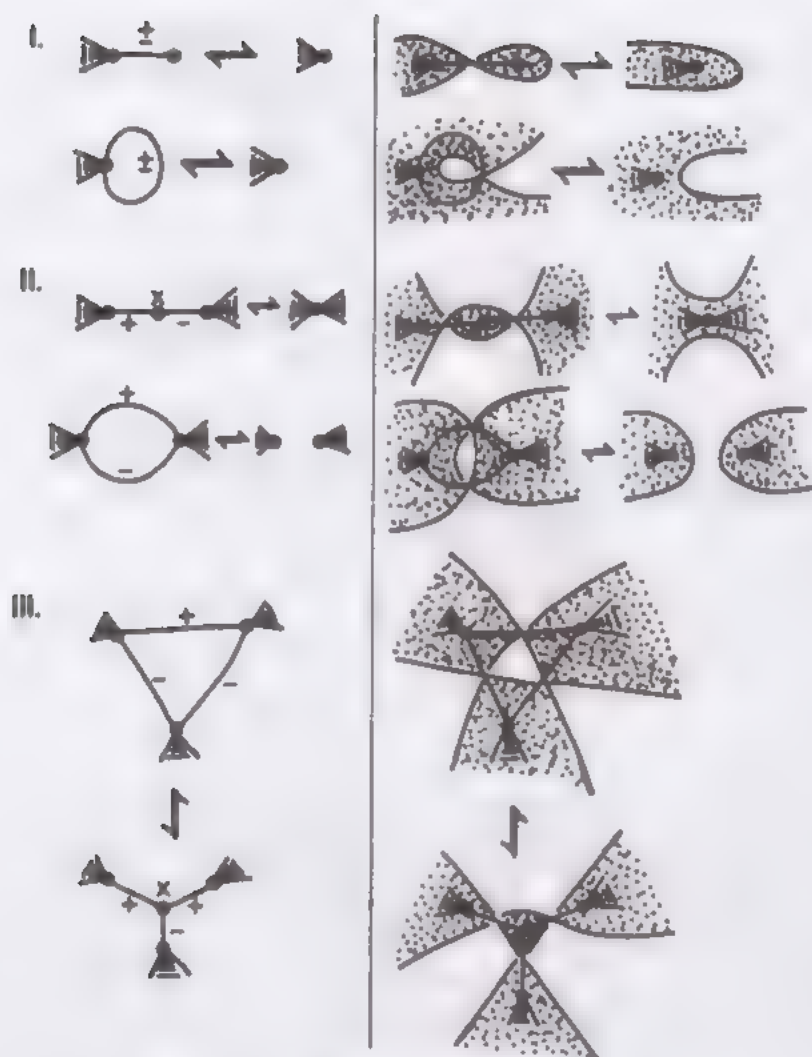 I.
±
±
II.
x
+ -
+
-
III.
+
- -
x
+ +
-